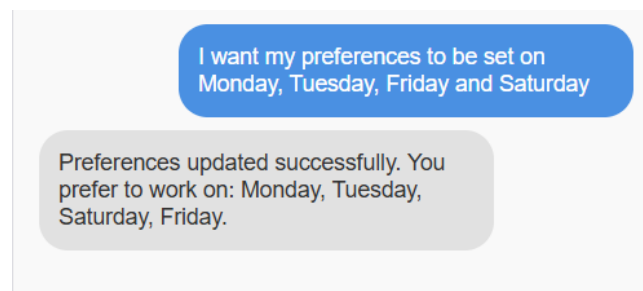 I want my preferences to be set on
Monday, Tuesday, Friday and Saturday
Preferences updated successfully. You
prefer to work on: Monday, Tuesday,
Saturday, Friday.